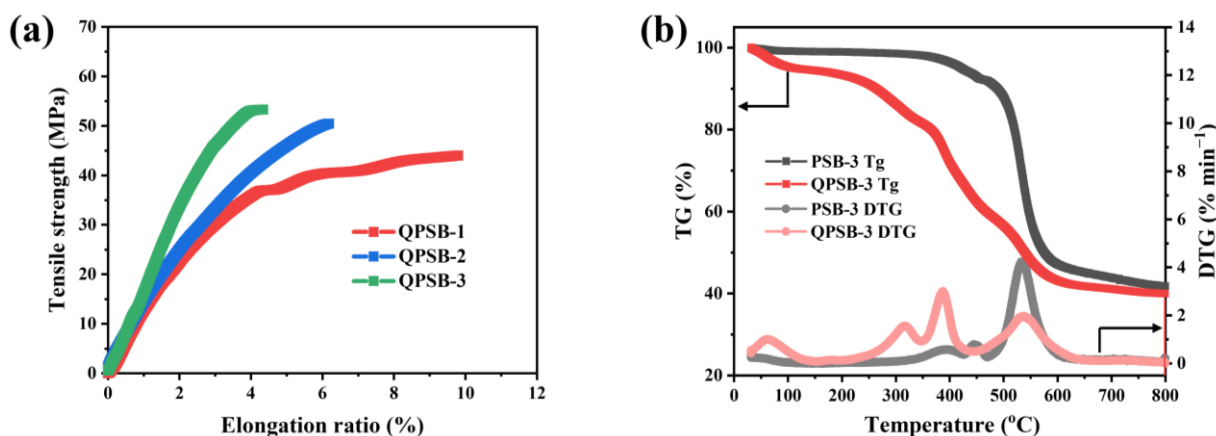 (a)
Tensile strength (MPa)
70
60
50
40
30
20
10
0
QPSB-1
QPSB-2
QPSB-3
0 2 4 6 8 10 12
Elongation ratio (%)
(b)
TG (%)
100
80
60
40
20
PSB-3 Tg
QPSB-3 Tg
PSB-3 DTG
QPSB-3 DTG
14
12
10
8
6
4
2
0
DTG (% min⁻¹)
0 100 200 300 400 500 600 700 800
Temperature (°C)